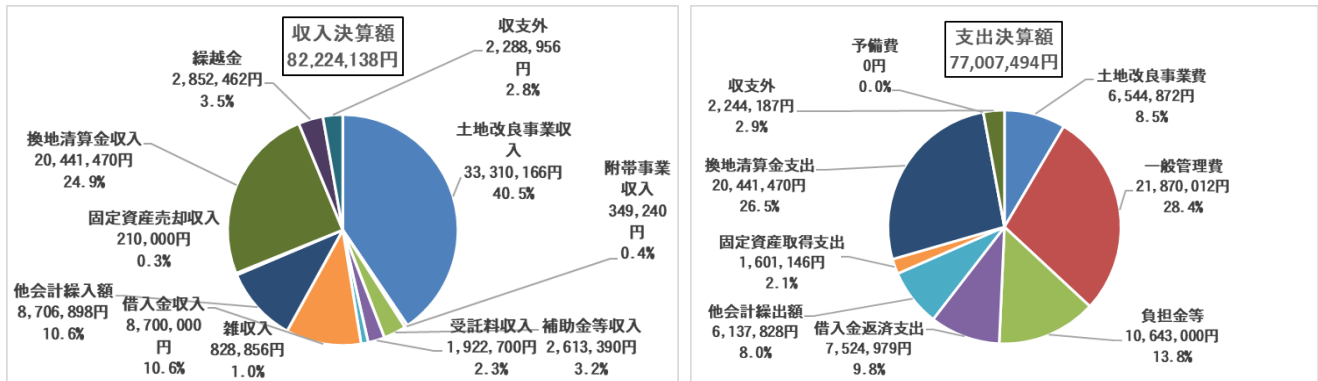 収入決算額
82,224,138円
収支外
2,288,956
円
2.8%
繰越金
2,852,462円
3.5%
土地改良事業収
入
33,310,166円
40.5%
附帯事業
収入
349,240
円
0.4%
換地清算金収入
20,441,470円
24.9%
固定資産売却収入
210,000円
0.3%
他会計繰入額
8,706,898円
10.6%
借入金収入
8,700,000
円
10.6%
雑収入
828,856円
1.0%
受託料収入
1,922,700円
2.3%
補助金等収入
2,613,390円
3.2%
支出決算額
77,007,494円
予備費
0円
0.0%
土地改良事業費
6,544,872円
8.5%
収支外
2,244,187円
2.9%
一般管理費
21,870,012円
28.4%
換地清算金支出
20,441,470円
26.5%
固定資産取得支出
1,601,146円
2.1%
他会計繰出額
6,137,828円
8.0%
借入金返済支出
7,524,979円
9.8%
負担金等
10,643,000円
13.8%